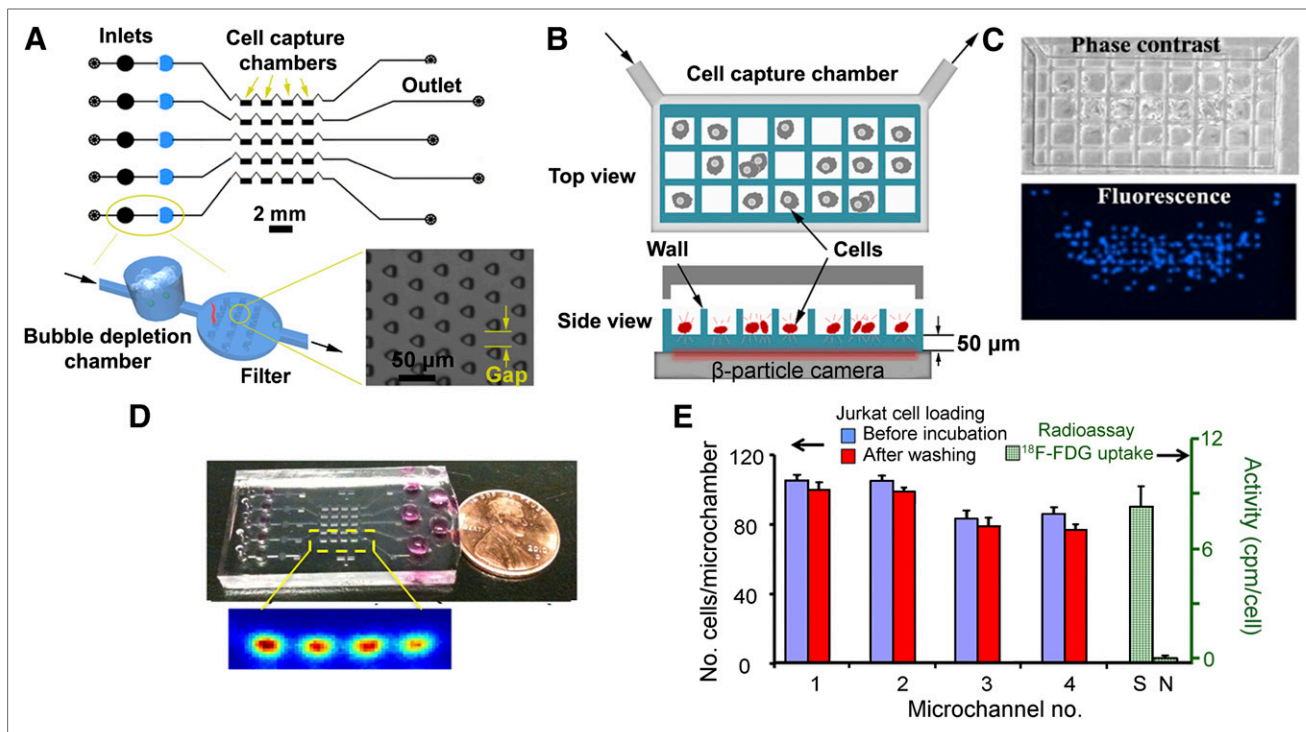 A
Inlets
Cell capture
chambers
Outlet
2 mm
Bubble depletion
chamber
Filter
50 µm
Gap
B
Cell capture chamber
Top view
Wall
Cells
Side view
50 µm
β-particle camera
C
Phase contrast
Fluorescence
D
E
Jurkat cell loading
Before incubation
After washing
Radioassay
¹⁸F-FDG uptake
No. cells/microchamber
120
80
40
0
12
6
0
Activity (cpm/cell)
1 2 3 4 S N
Microchannel no.